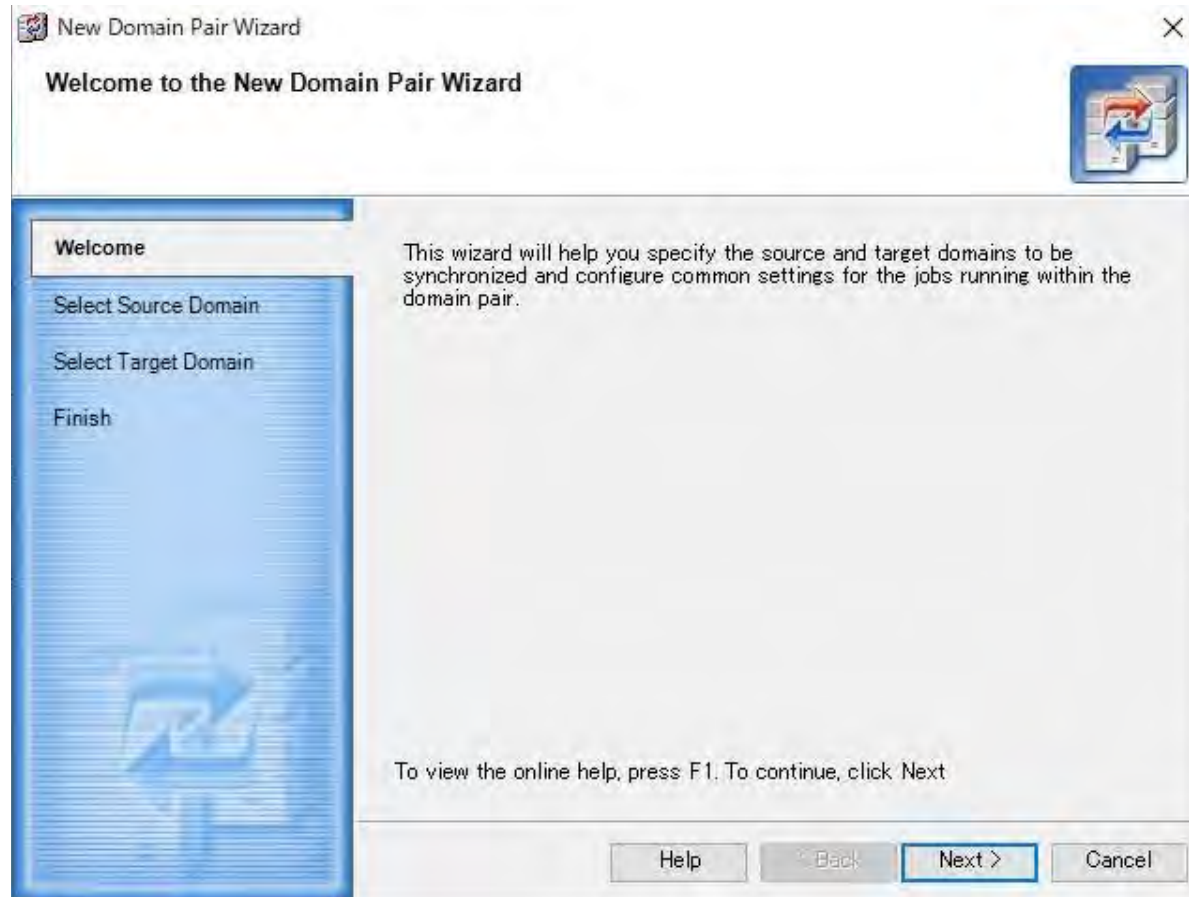 New Domain Pair Wizard
Welcome to the New Domain Pair Wizard
Welcome
Select Source Domain
Select Target Domain
Finish
This wizard will help you specify the source and target domains to be
synchronized and configure common settings for the jobs running within the
domain pair.
To view the online help, press F1. To continue, click Next
Help
< Back
Next >
Cancel